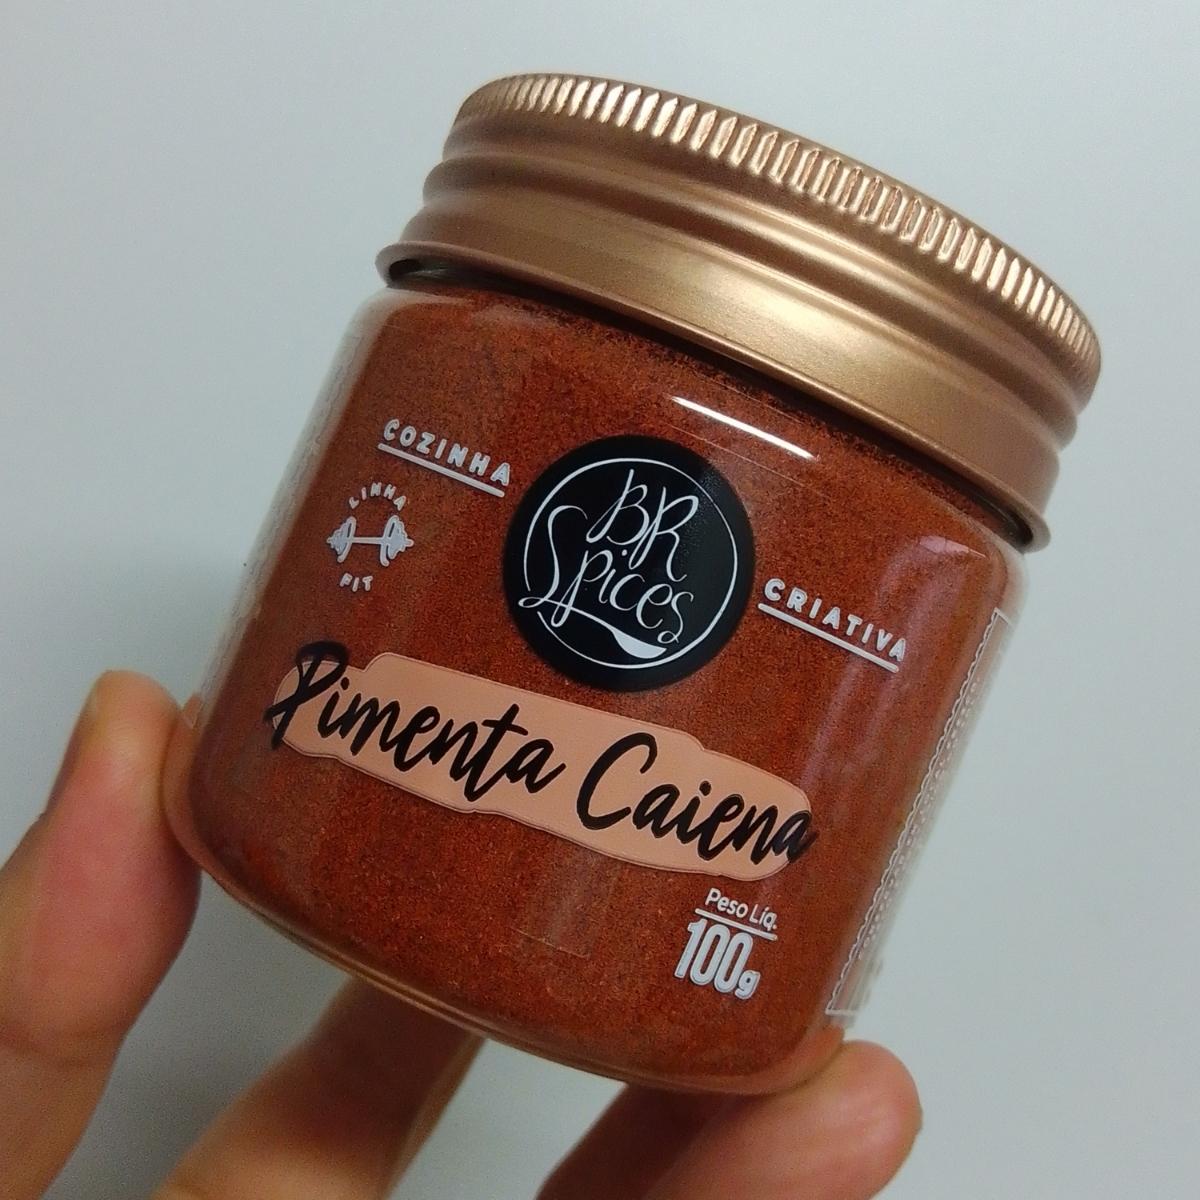 COZINHA
LINHA
FIT
BR
Spices
CRIATIVA
Pimenta Caiena
Peso Líq.
100g